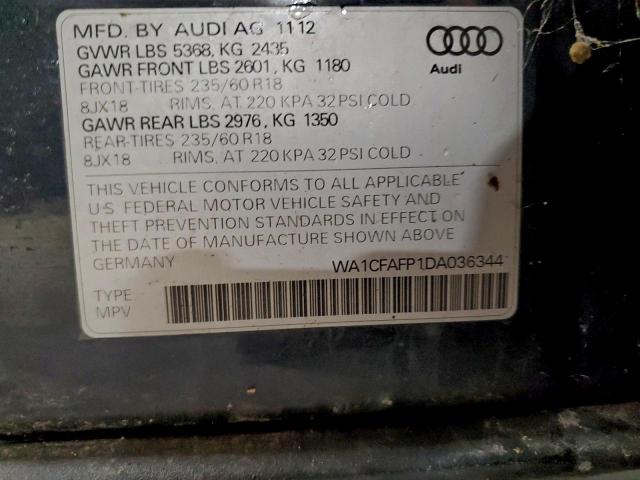 MFD. BY AUDI AG 11 12
GVWR LBS 5368, KG 2435
GAWR FRONT LBS 2601, KG 1180
FRONT-TIRES 235/60 R18
8JX18 RIMS, AT 220 KPA 32 PSI COLD
GAWR REAR LBS 2976, KG 1350
REAR-TIRES 235/60 R18
8JX18 RIMS, AT 220 KPA 32 PSI COLD
Audi
THIS VEHICLE CONFORMS TO ALL APPLICABLE
U.S. FEDERAL MOTOR VEHICLE SAFETY AND
THEFT PREVENTION STANDARDS IN EFFECT ON
THE DATE OF MANUFACTURE SHOWN ABOVE
GERMANY WA1CFAFP1DA036344
TYPE
MPV